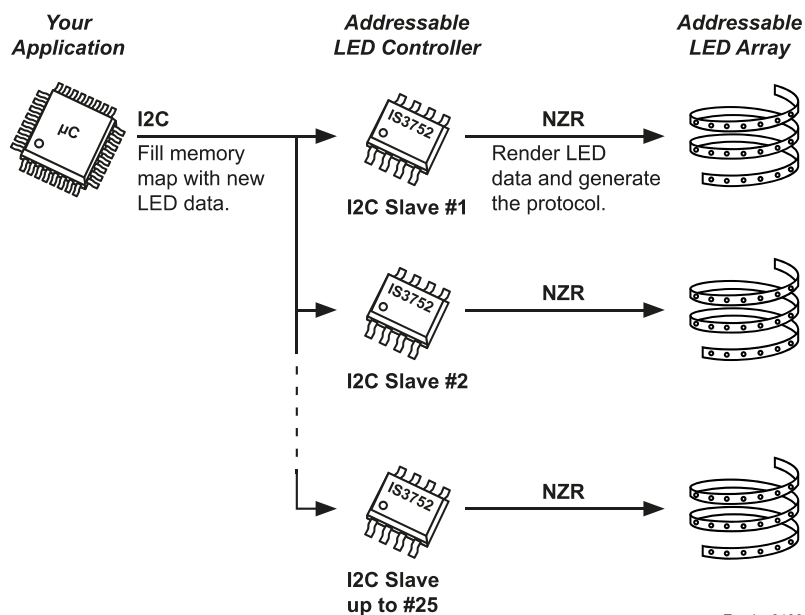 Your
Application
Addressable
LED Controller
Addressable
LED Array
µC
I2C
Fill memory
map with new
LED data.
IS3752
I2C Slave #1
NZR
Render LED
data and generate
the protocol.
IS3752
I2C Slave #2
NZR
IS3752
I2C Slave
up to #25
NZR